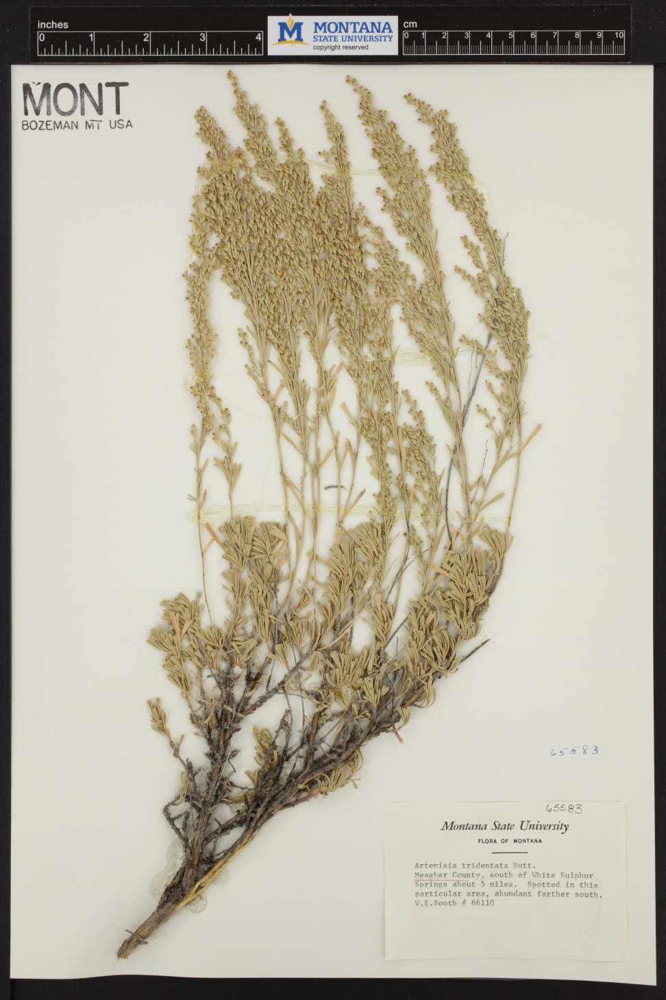 inches
0 1 2 3 4
MONTANA
STATE UNIVERSITY
copyright reserved
cm
0 1 2 3 4 5 6 7 8 9 10
MONT
BOZEMAN MT USA
65583
65583
Montana State University
FLORA OF MONTANA
Artemisia tridentata Nutt.
Meagher County, south of White Sulphur
Springs about 5 miles. Spotted in this
particular area, abundant farther south.
W.E.Booth # 66110